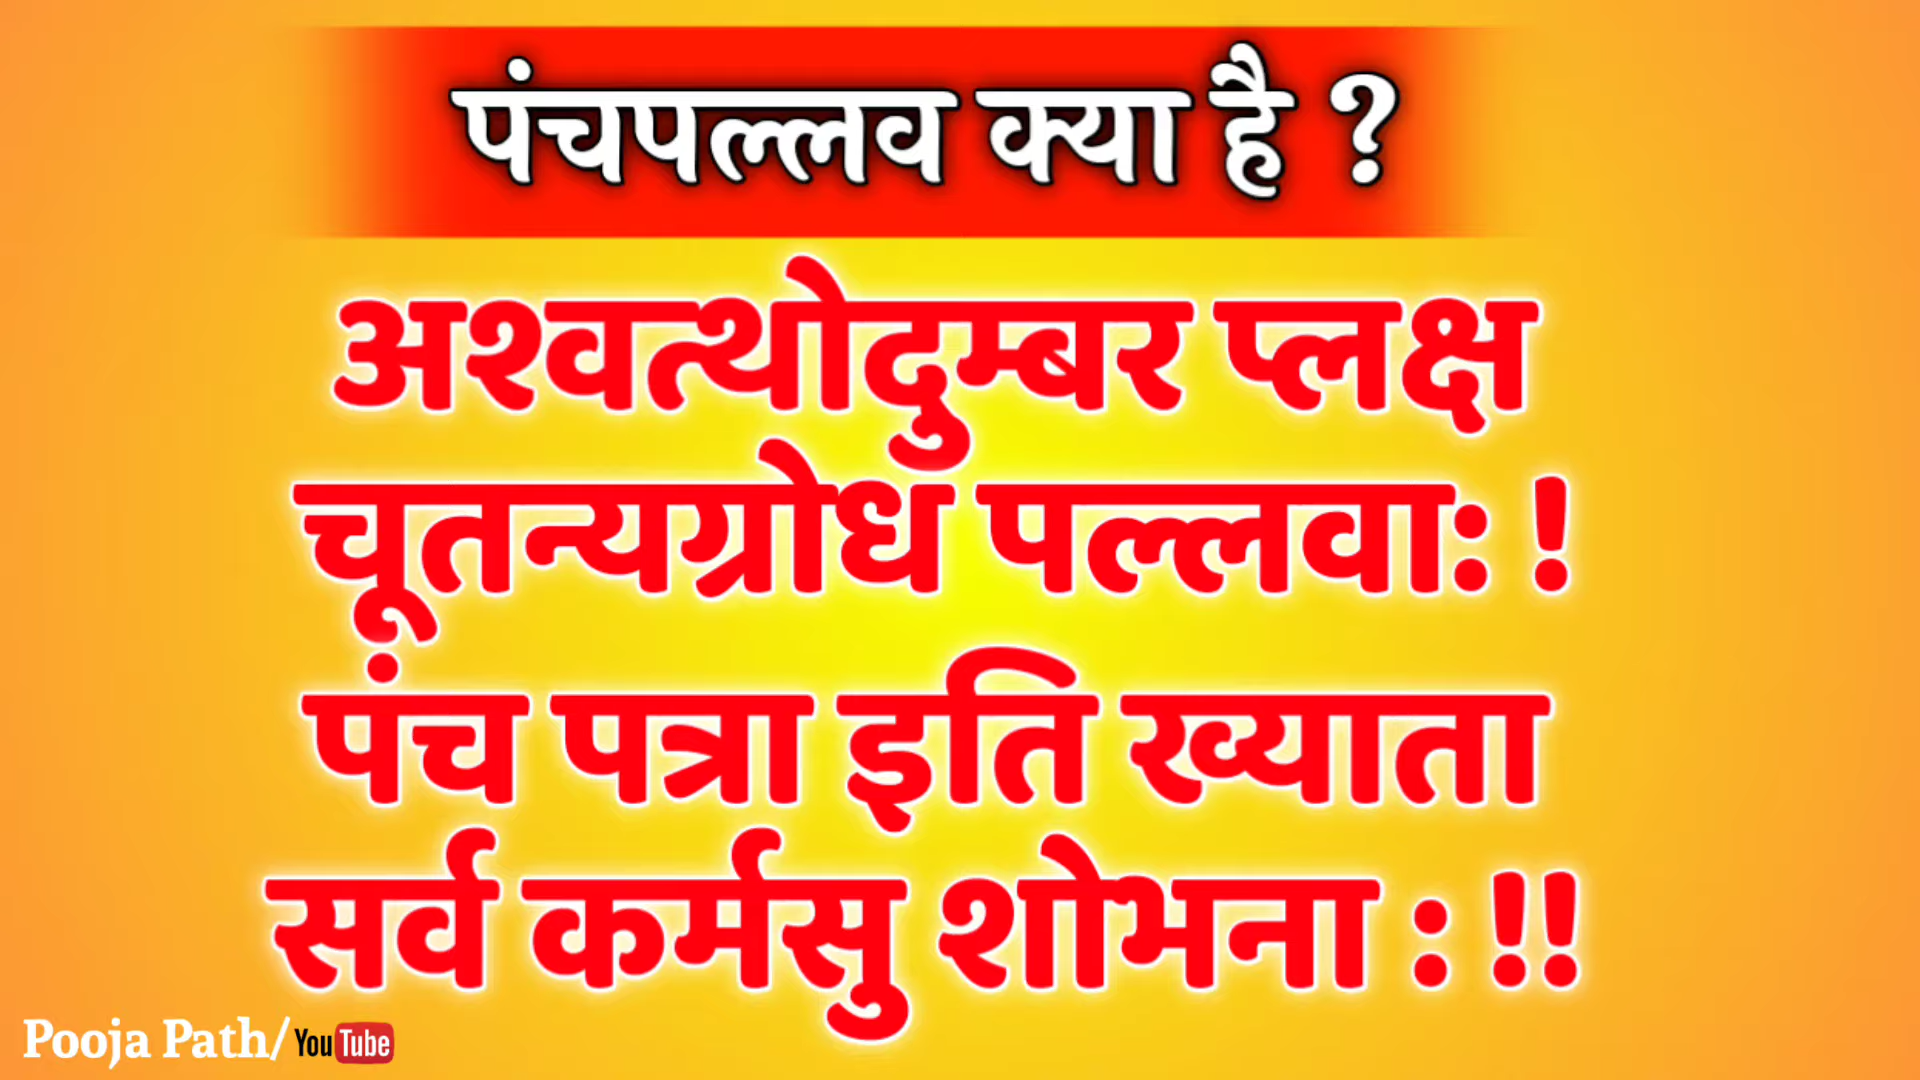 पंचपल्लव क्या है ?
अश्वत्थोदुम्बर प्लक्ष
चूतन्यग्रोध पल्लवाः !
पंच पत्रा इति ख्याता
सर्व कर्मसु शोभना : !!
Pooja Path/YouTube